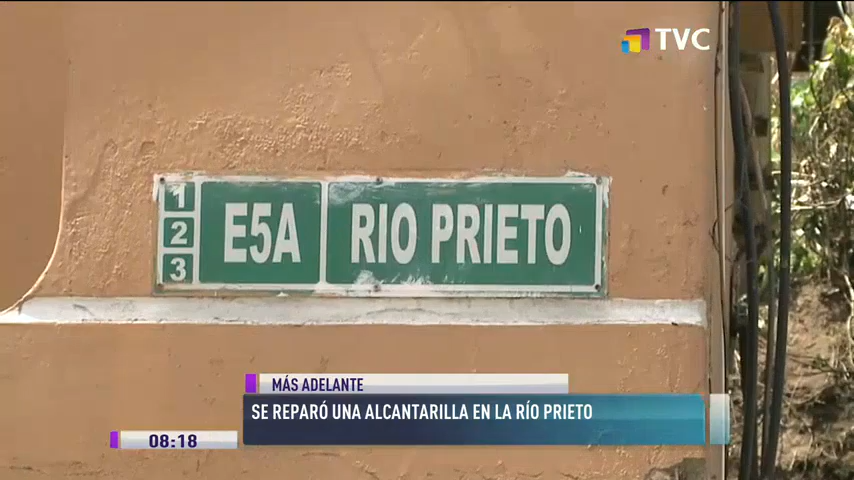 TVC
1
2
3
E5A
RIO PRIETO
MÁS ADELANTE
SE REPARÓ UNA ALCANTARILLA EN LA RÍO PRIETO
08:18